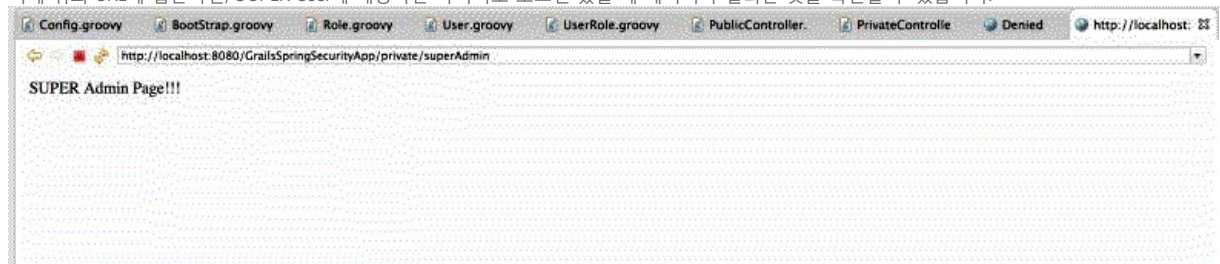 Config.groovy BootStrap.groovy Role.groovy User.groovy UserRole.groovy PublicController. PrivateControlle Denied http://localhost:
http://localhost:8080/GrailsSpringSecurityApp/private/superAdmin
SUPER Admin Page!!!